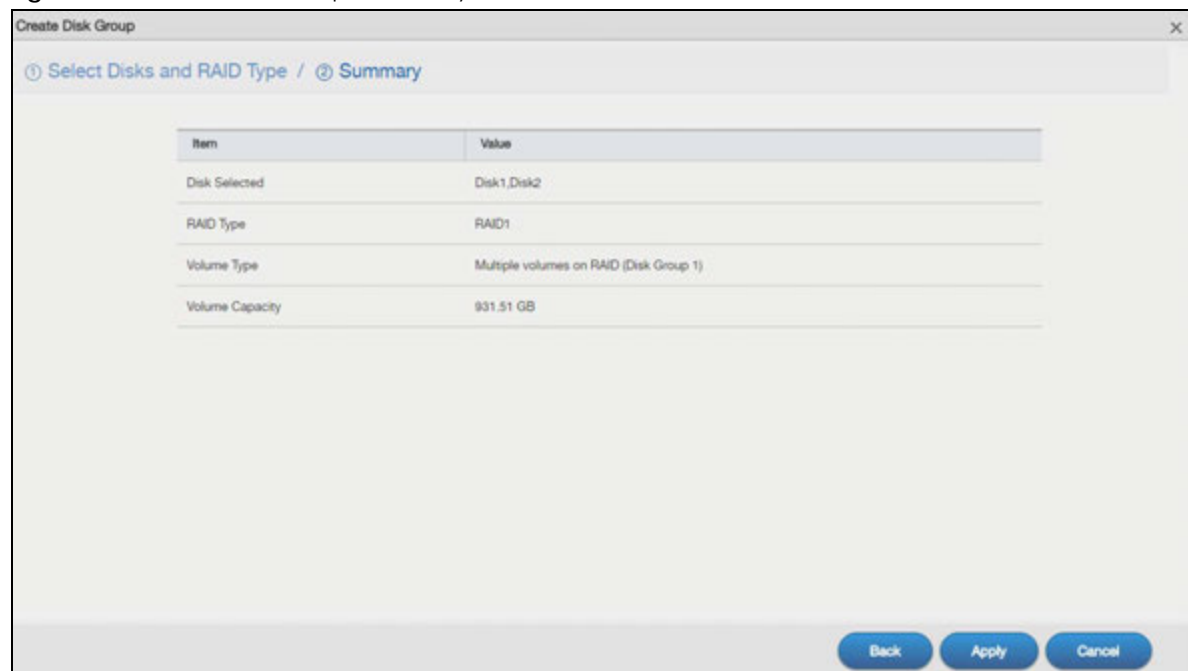 Create Disk Group
① Select Disks and RAID Type / ② Summary
Item Value
Disk Selected Disk1,Disk2
RAID Type RAID1
Volume Type Multiple volumes on RAID (Disk Group 1)
Volume Capacity 931.51 GB
Back Apply Cancel